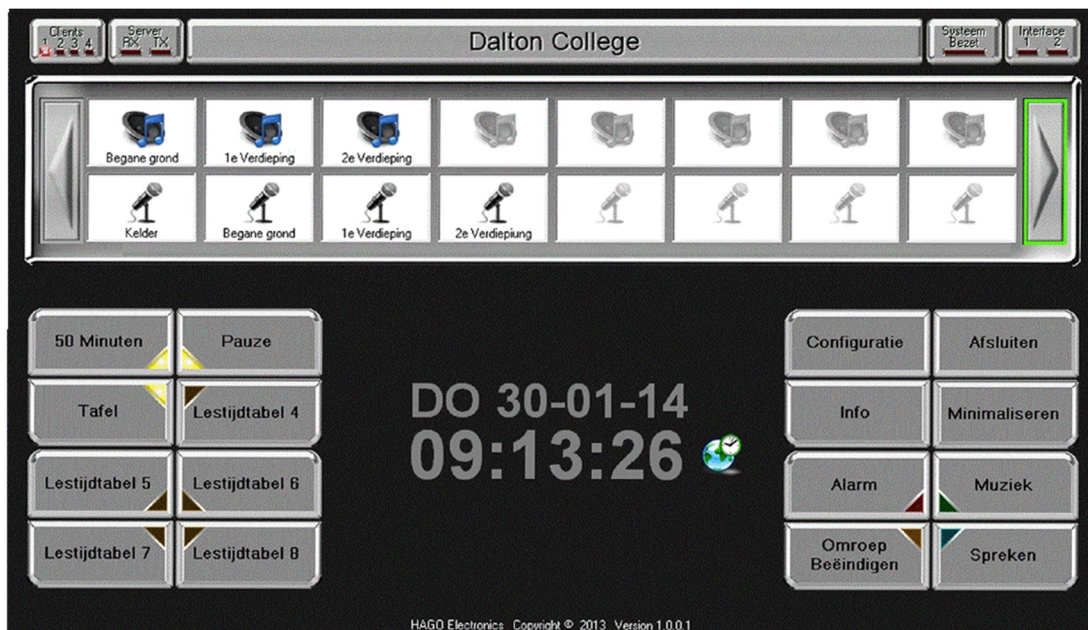 Clients
1 2 3 4
Server
RX TX
Dalton College
Systeem
Bezet
Interface
1 2
Begane grond
1e Verdieping
2e Verdieping
Kelder
Begane grond
1e Verdieping
2e Verdiepiung
50 Minuten
Pauze
Tafel
Lestijdtabel 4
Lestijdtabel 5
Lestijdtabel 6
Lestijdtabel 7
Lestijdtabel 8
DO 30-01-14
09:13:26
Configuratie
Afsluiten
Info
Minimaliseren
Alarm
Muziek
Omroep
Beëindigen
Spreken
HAGO Electronics Copyright © 2013 Version 1.0.0.1